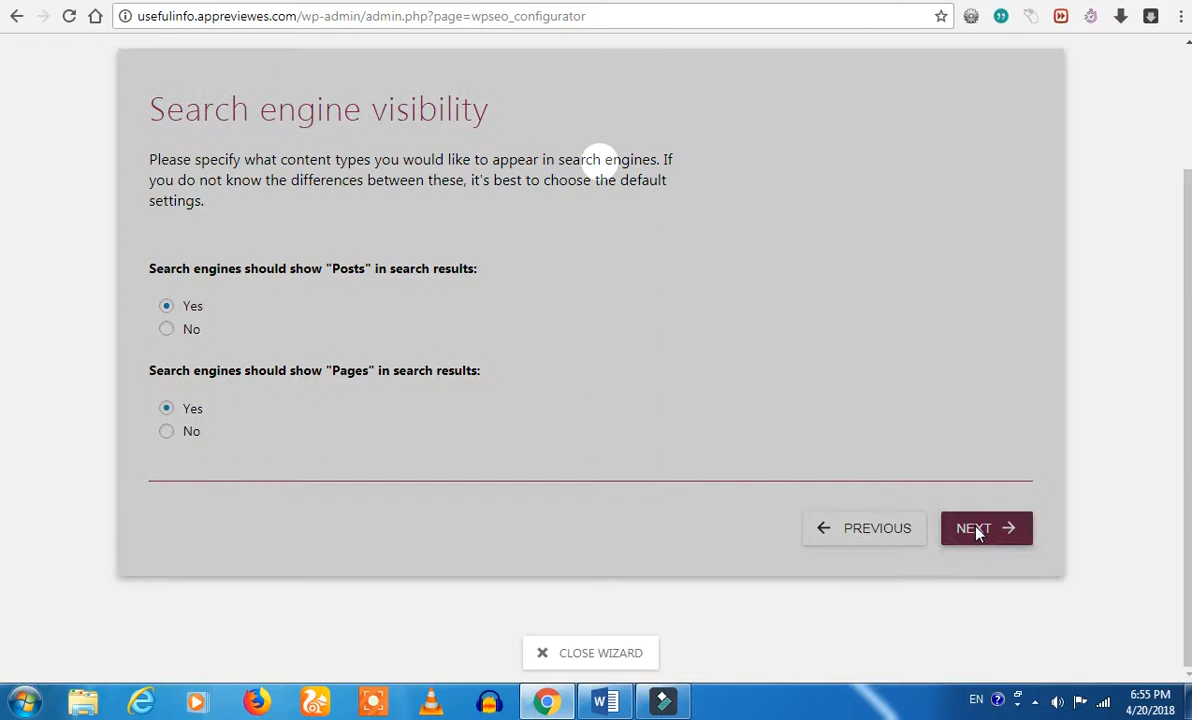 usefulinfo.appreviewes.com/wp-admin/admin.php?page=wpseo_configurator
Search engine visibility
Please specify what content types you would like to appear in search engines. If
you do not know the differences between these, it's best to choose the default
settings.
Search engines should show "Posts" in search results:
Yes
No
Search engines should show "Pages" in search results:
Yes
No
PREVIOUS
NEXT
CLOSE WIZARD
EN
6:55 PM
4/20/2018